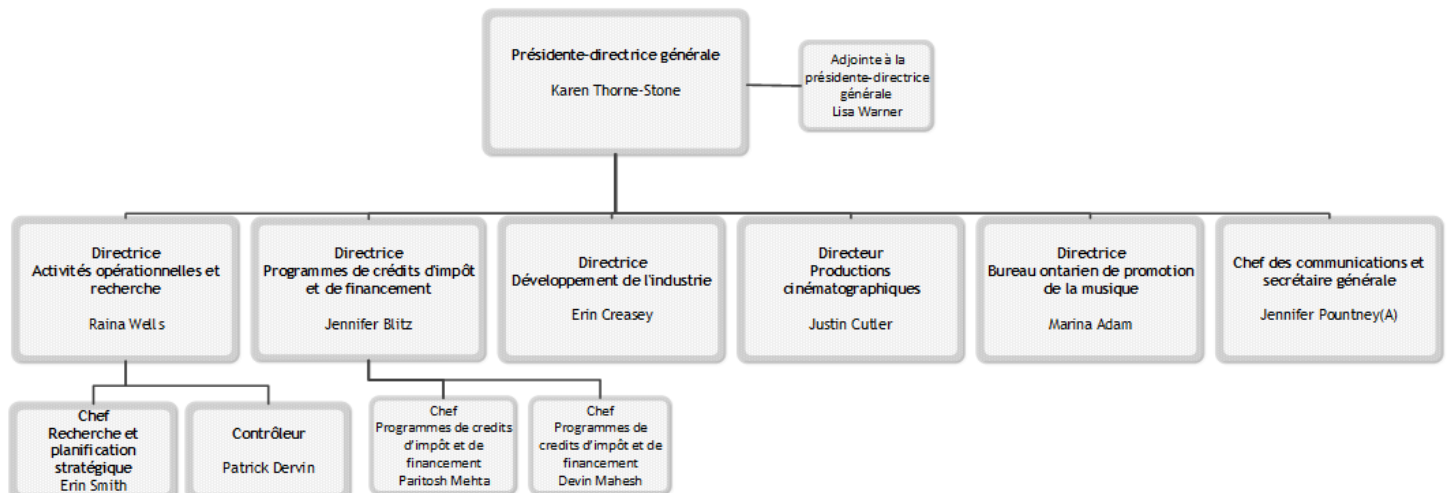 Présidente-directrice générale
Karen Thorne-Stone
Adjointe à la
présidente-directrice
générale
Lisa Warner
Directrice
Activités opérationnelles et
recherche
Raina Wells
Directrice
Programmes de crédits d'impôt
et de financement
Jennifer Blitz
Directrice
Développement de l'industrie
Erin Creasey
Directeur
Productions
cinématographiques
Justin Cutler
Directrice
Bureau ontarien de promotion
de la musique
Marina Adam
Chef des communications et
secrétaire générale
Jennifer Pountney(A)
Chef
Recherche et
planification
stratégique
Erin Smith
Contrôleur
Patrick Dervin
Chef
Programmes de credits
d'impôt et de
financement
Paritosh Mehta
Chef
Programmes de
credits d'impôt et de
financement
Devin Mahesh